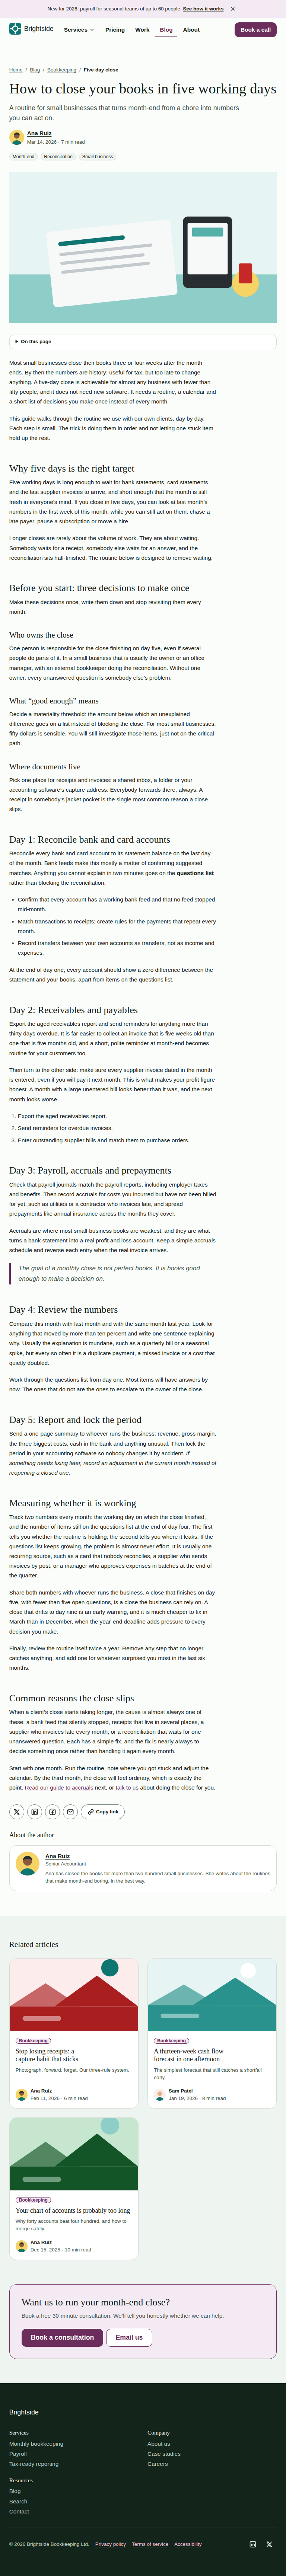 New for 2026: payroll for seasonal teams of up to 60 people. See how it works
Brightside
Services
Pricing
Work
Blog
About
Book a call
Home / Blog / Bookkeeping / Five-day close
How to close your books in five working days
A routine for small businesses that turns month-end from a chore into numbers
you can act on.
Ana Ruiz
Mar 14, 2026 · 7 min read
Month-end
Reconciliation
Small business
On this page
Most small businesses close their books three or four weeks after the month
ends. By then the numbers are history: useful for tax, but too late to change
anything. A five-day close is achievable for almost any business with fewer than
fifty people, and it does not need new software. It needs a routine, a calendar and
a short list of decisions you make once instead of every month.
This guide walks through the routine we use with our own clients, day by day.
Each step is small. The trick is doing them in order and not letting one stuck item
hold up the rest.
Why five days is the right target
Five working days is long enough to wait for bank statements, card statements
and the last supplier invoices to arrive, and short enough that the month is still
fresh in everyone's mind. If you close in five days, you can look at last month's
numbers in the first week of this month, while you can still act on them: chase a
late payer, pause a subscription or move a hire.
Longer closes are rarely about the volume of work. They are about waiting.
Somebody waits for a receipt, somebody else waits for an answer, and the
reconciliation sits half-finished. The routine below is designed to remove waiting.
Before you start: three decisions to make once
Make these decisions once, write them down and stop revisiting them every
month.
Who owns the close
One person is responsible for the close finishing on day five, even if several
people do parts of it. In a small business that is usually the owner or an office
manager, with an external bookkeeper doing the reconciliation. Without one
owner, every unanswered question is somebody else's problem.
What “good enough” means
Decide a materiality threshold: the amount below which an unexplained
difference goes on a list instead of blocking the close. For most small businesses,
fifty dollars is sensible. You will still investigate those items, just not on the critical
path.
Where documents live
Pick one place for receipts and invoices: a shared inbox, a folder or your
accounting software's capture address. Everybody forwards there, always. A
receipt in somebody's jacket pocket is the single most common reason a close
slips.
Day 1: Reconcile bank and card accounts
Reconcile every bank and card account to its statement balance on the last day
of the month. Bank feeds make this mostly a matter of confirming suggested
matches. Anything you cannot explain in two minutes goes on the questions list
rather than blocking the reconciliation.
• Confirm that every account has a working bank feed and that no feed stopped
mid-month.
• Match transactions to receipts; create rules for the payments that repeat every
month.
• Record transfers between your own accounts as transfers, not as income and
expenses.
At the end of day one, every account should show a zero difference between the
statement and your books, apart from items on the questions list.
Day 2: Receivables and payables
Export the aged receivables report and send reminders for anything more than
thirty days overdue. It is far easier to collect an invoice that is five weeks old than
one that is five months old, and a short, polite reminder at month-end becomes
routine for your customers too.
Then turn to the other side: make sure every supplier invoice dated in the month
is entered, even if you will pay it next month. This is what makes your profit figure
honest. A month with a large unentered bill looks better than it was, and the next
month looks worse.
1. Export the aged receivables report.
2. Send reminders for overdue invoices.
3. Enter outstanding supplier bills and match them to purchase orders.
Day 3: Payroll, accruals and prepayments
Check that payroll journals match the payroll reports, including employer taxes
and benefits. Then record accruals for costs you incurred but have not been billed
for yet, such as utilities or a contractor who invoices late, and spread
prepayments like annual insurance across the months they cover.
Accruals are where most small-business books are weakest, and they are what
turns a bank statement into a real profit and loss account. Keep a simple accruals
schedule and reverse each entry when the real invoice arrives.
The goal of a monthly close is not perfect books. It is books good
enough to make a decision on.
Day 4: Review the numbers
Compare this month with last month and with the same month last year. Look for
anything that moved by more than ten percent and write one sentence explaining
why. Usually the explanation is mundane, such as a quarterly bill or a seasonal
spike, but every so often it is a duplicate payment, a missed invoice or a cost that
quietly doubled.
Work through the questions list from day one. Most items will have answers by
now. The ones that do not are the ones to escalate to the owner of the close.
Day 5: Report and lock the period
Send a one-page summary to whoever runs the business: revenue, gross margin,
the three biggest costs, cash in the bank and anything unusual. Then lock the
period in your accounting software so nobody changes it by accident. If
something needs fixing later, record an adjustment in the current month instead of
reopening a closed one.
Measuring whether it is working
Track two numbers every month: the working day on which the close finished,
and the number of items still on the questions list at the end of day four. The first
tells you whether the routine is holding; the second tells you where it leaks. If the
questions list keeps growing, the problem is almost never effort. It is usually one
recurring source, such as a card that nobody reconciles, a supplier who sends
invoices by post, or a manager who approves expenses in batches at the end of
the quarter.
Share both numbers with whoever runs the business. A close that finishes on day
five, with fewer than five open questions, is a close the business can rely on. A
close that drifts to day nine is an early warning, and it is much cheaper to fix in
March than in December, when the year-end deadline adds pressure to every
decision you make.
Finally, review the routine itself twice a year. Remove any step that no longer
catches anything, and add one for whatever surprised you most in the last six
months.
Common reasons the close slips
When a client's close starts taking longer, the cause is almost always one of
these: a bank feed that silently stopped, receipts that live in several places, a
supplier who invoices late every month, or a reconciliation that waits for one
unanswered question. Each has a simple fix, and the fix is nearly always to
decide something once rather than handling it again every month.
Start with one month. Run the routine, note where you got stuck and adjust the
calendar. By the third month, the close will feel ordinary, which is exactly the
point. Read our guide to accruals next, or talk to us about doing the close for you.
Copy link
About the author
Ana Ruiz
Senior Accountant
Ana has closed the books for more than two hundred small businesses. She writes about the routines
that make month-end boring, in the best way.
Related articles
Bookkeeping
Stop losing receipts: a
capture habit that sticks
Photograph, forward, forget. Our three-rule system.
Ana Ruiz
Feb 11, 2026 · 6 min read
Bookkeeping
A thirteen-week cash flow
forecast in one afternoon
The simplest forecast that still catches a shortfall
early.
Sam Patel
Jan 19, 2026 · 8 min read
Bookkeeping
Your chart of accounts is probably too long
Why forty accounts beat four hundred, and how to
merge safely.
Ana Ruiz
Dec 15, 2025 · 10 min read
Want us to run your month-end close?
Book a free 30-minute consultation. We'll tell you honestly whether we can help.
Book a consultation
Email us
Brightside
Services
Monthly bookkeeping
Payroll
Tax-ready reporting
Company
About us
Case studies
Careers
Resources
Blog
Search
Contact
© 2026 Brightside Bookkeeping Ltd.
Privacy policy
Terms of service
Accessibility